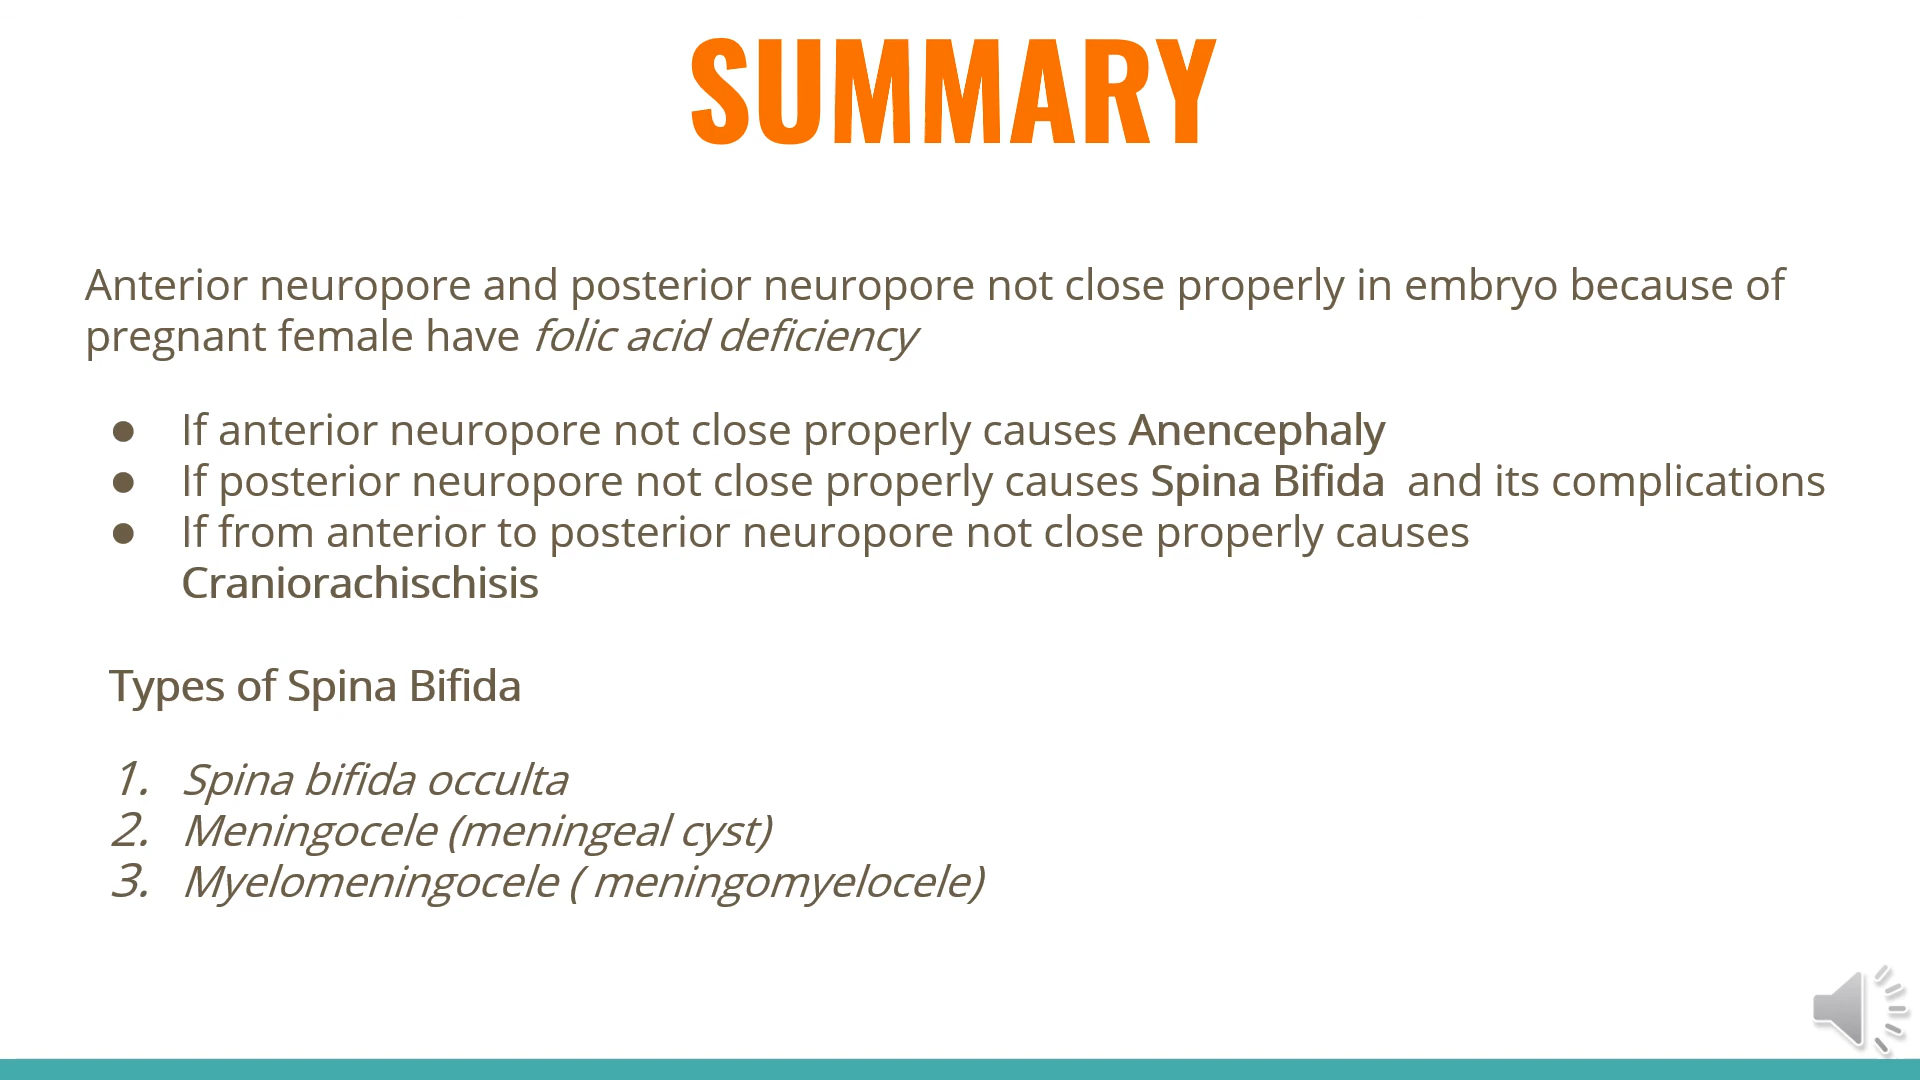 SUMMARY
Anterior neuropore and posterior neuropore not close properly in embryo because of
pregnant female have folic acid deficiency
● If anterior neuropore not close properly causes Anencephaly
● If posterior neuropore not close properly causes Spina Bifida  and its complications
● If from anterior to posterior neuropore not close properly causes
Craniorachischisis
Types of Spina Bifida
1. Spina bifida occulta
2. Meningocele (meningeal cyst)
3. Myelomeningocele ( meningomyelocele)